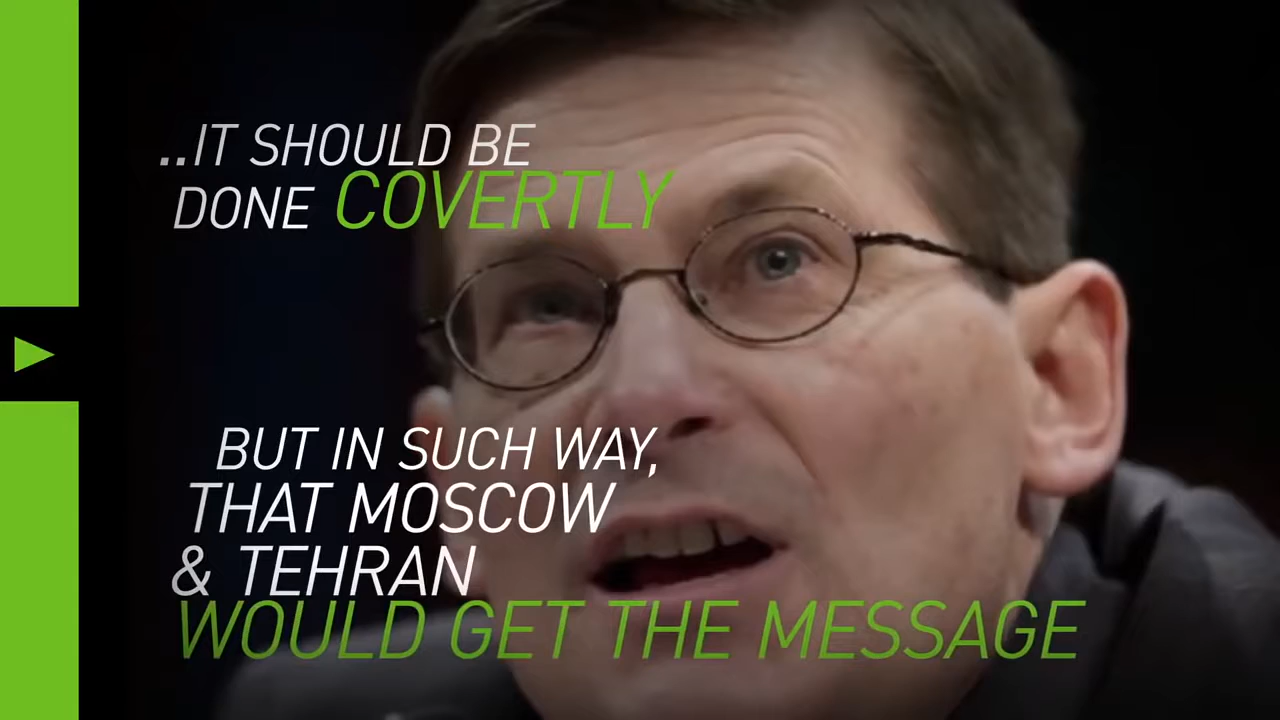 ..IT SHOULD BE
DONE COVERTLY
BUT IN SUCH WAY,
THAT MOSCOW
& TEHRAN
WOULD GET THE MESSAGE